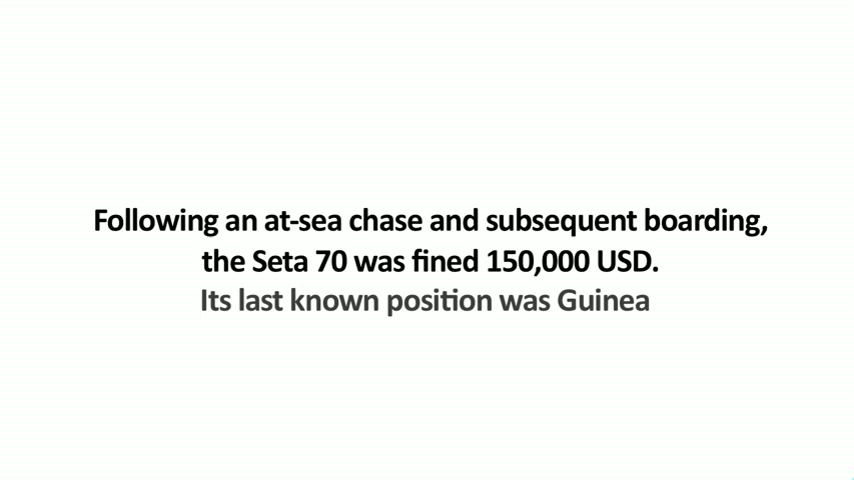 Following an at-sea chase and subsequent boarding,
the Seta 70 was fined 150,000 USD.
Its last known position was Guinea